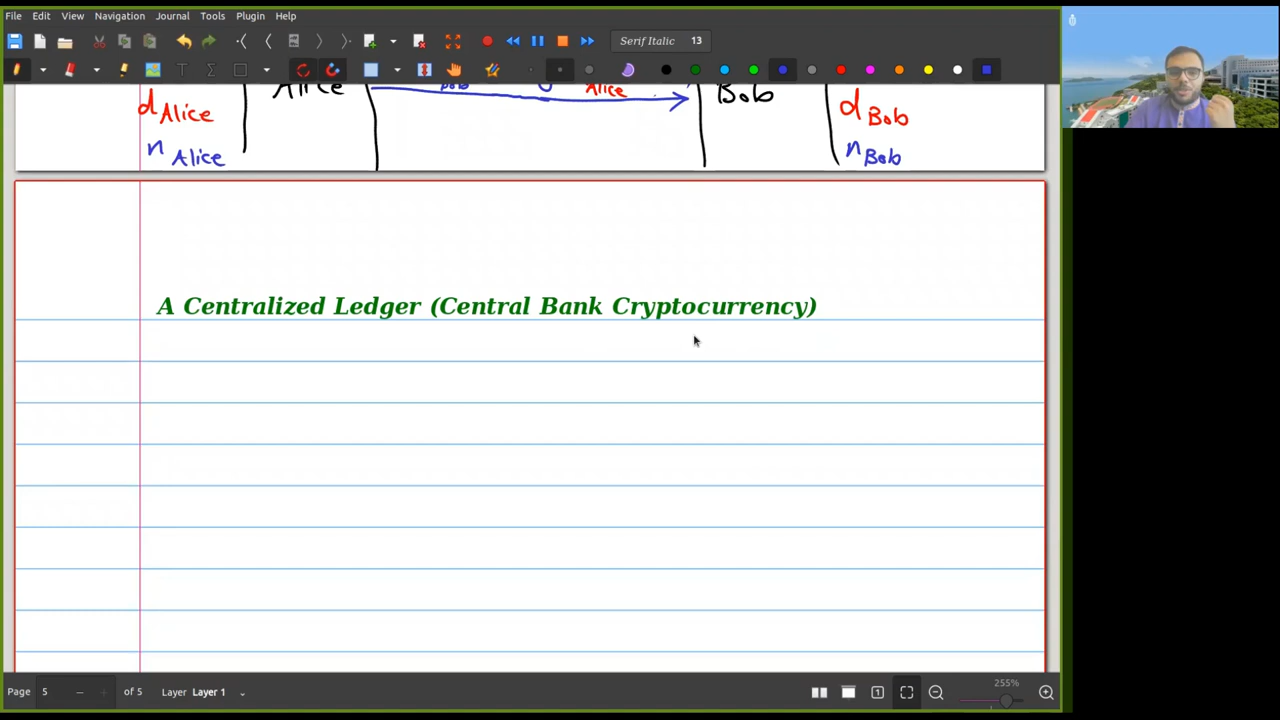 File Edit View Navigation Journal Tools Plugin Help
Serif Italic 13
Alice Bob Alice Bob
d Alice d Bob
n Alice n Bob
A Centralized Ledger (Central Bank Cryptocurrency)
Page 5 of 5 Layer Layer 1 255%